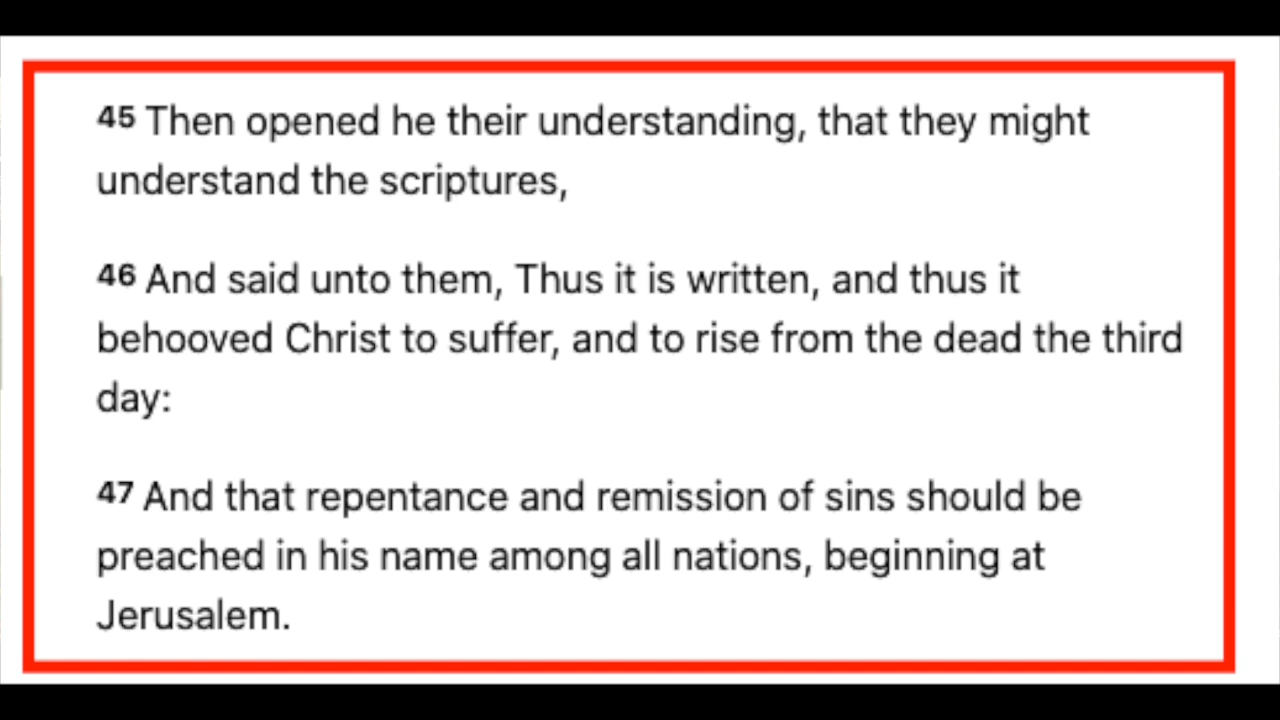 45 Then opened he their understanding, that they might
understand the scriptures,
46 And said unto them, Thus it is written, and thus it
behooved Christ to suffer, and to rise from the dead the third
day:
47 And that repentance and remission of sins should be
preached in his name among all nations, beginning at
Jerusalem.